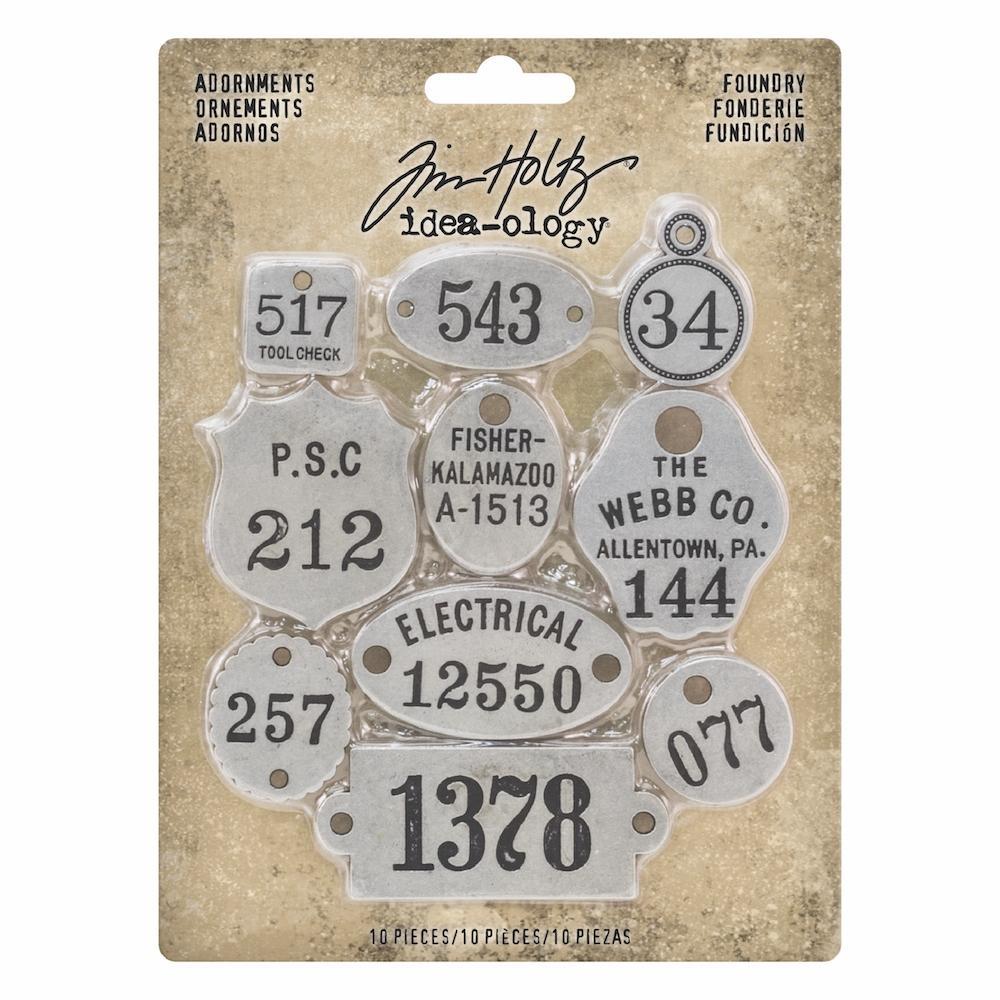 ADORNMENTS
ORNEMENTS
ADORNOS
FOUNDRY
FONDERIE
FUNDICIÓN
Tim Holtz®
idea-ology®
517
TOOL CHECK
543
34
P.S.C
212
FISHER-
KALAMAZOO
A-1513
THE
WEBB CO.
ALLENTOWN, PA.
144
257
ELECTRICAL
12550
077
1378
10 PIECES/10 PIÈCES/10 PIEZAS